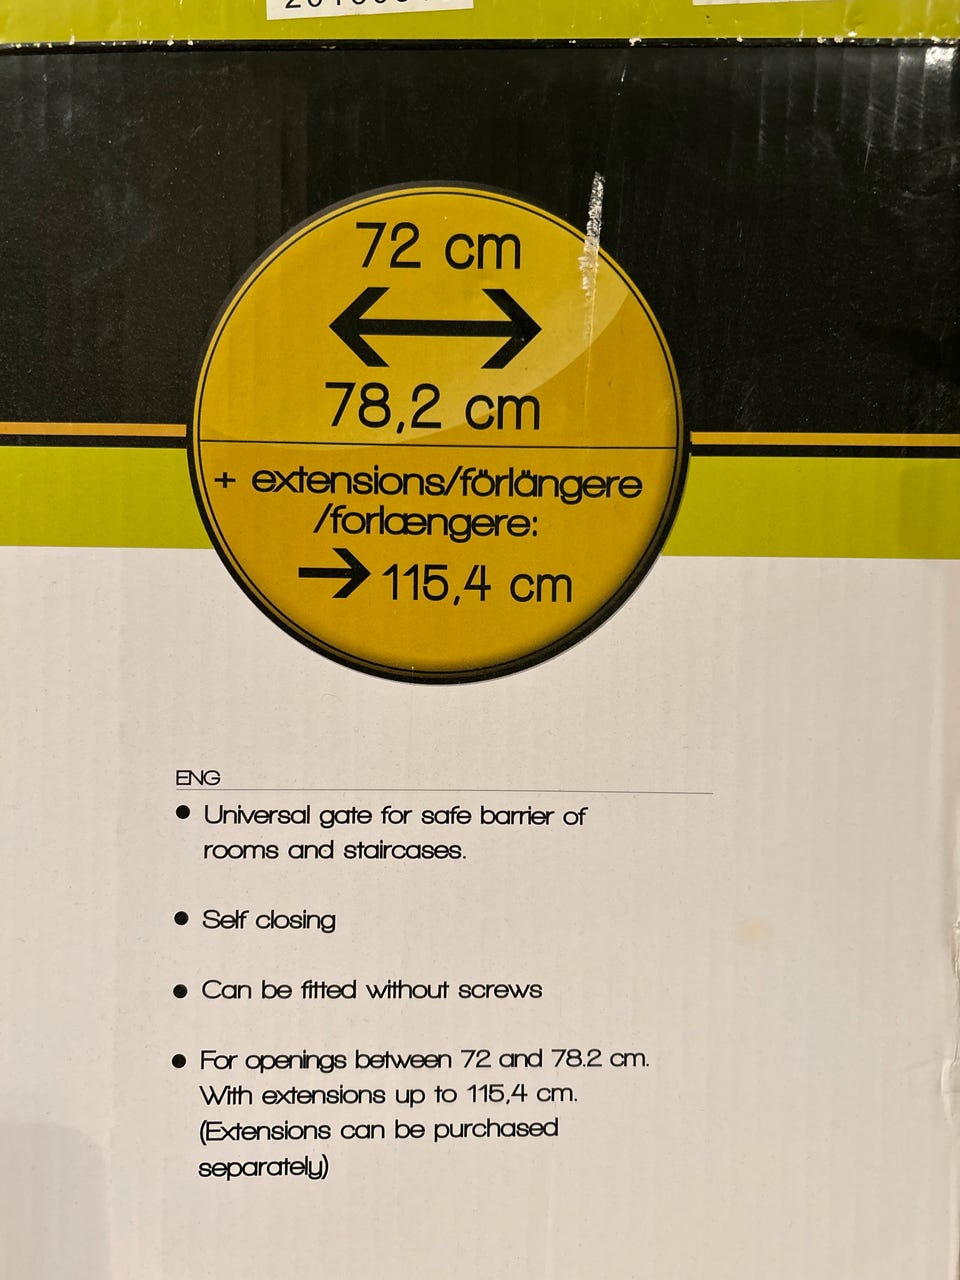 72 cm
78,2 cm
+ extensions/förlängere
/forlængere:
→ 115,4 cm
ENG
• Universal gate for safe barrier of
rooms and staircases.
• Self closing
• Can be fitted without screws
• For openings between 72 and 78.2 cm.
With extensions up to 115,4 cm.
(Extensions can be purchased
separately)